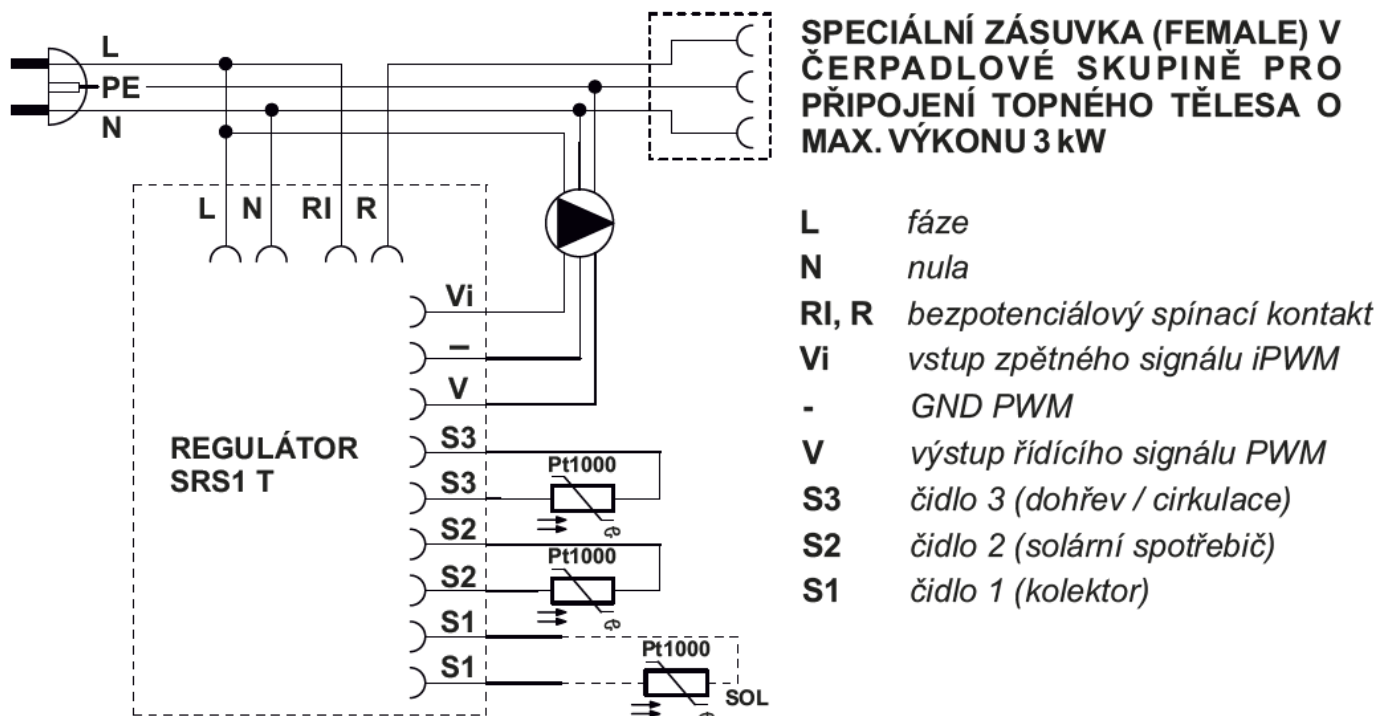 L
PE
N
SPECIÁLNÍ ZÁSUVKA (FEMALE) V
ČERPADLOVÉ SKUPINĚ PRO
PŘIPOJENÍ TOPNÉHO TĚLESA O
MAX. VÝKONU 3 kW
L N RI R
Vi
–
V
S3
S3
S2
S2
S1
S1
REGULÁTOR
SRS1 T
Pt1000
ϑ
Pt1000
ϑ
Pt1000
SOL
L fáze
N nula
RI, R bezpotenciálový spínací kontakt
Vi vstup zpětného signálu iPWM
- GND PWM
V výstup řídícího signálu PWM
S3 čidlo 3 (dohřev / cirkulace)
S2 čidlo 2 (solární spotřebič)
S1 čidlo 1 (kolektor)